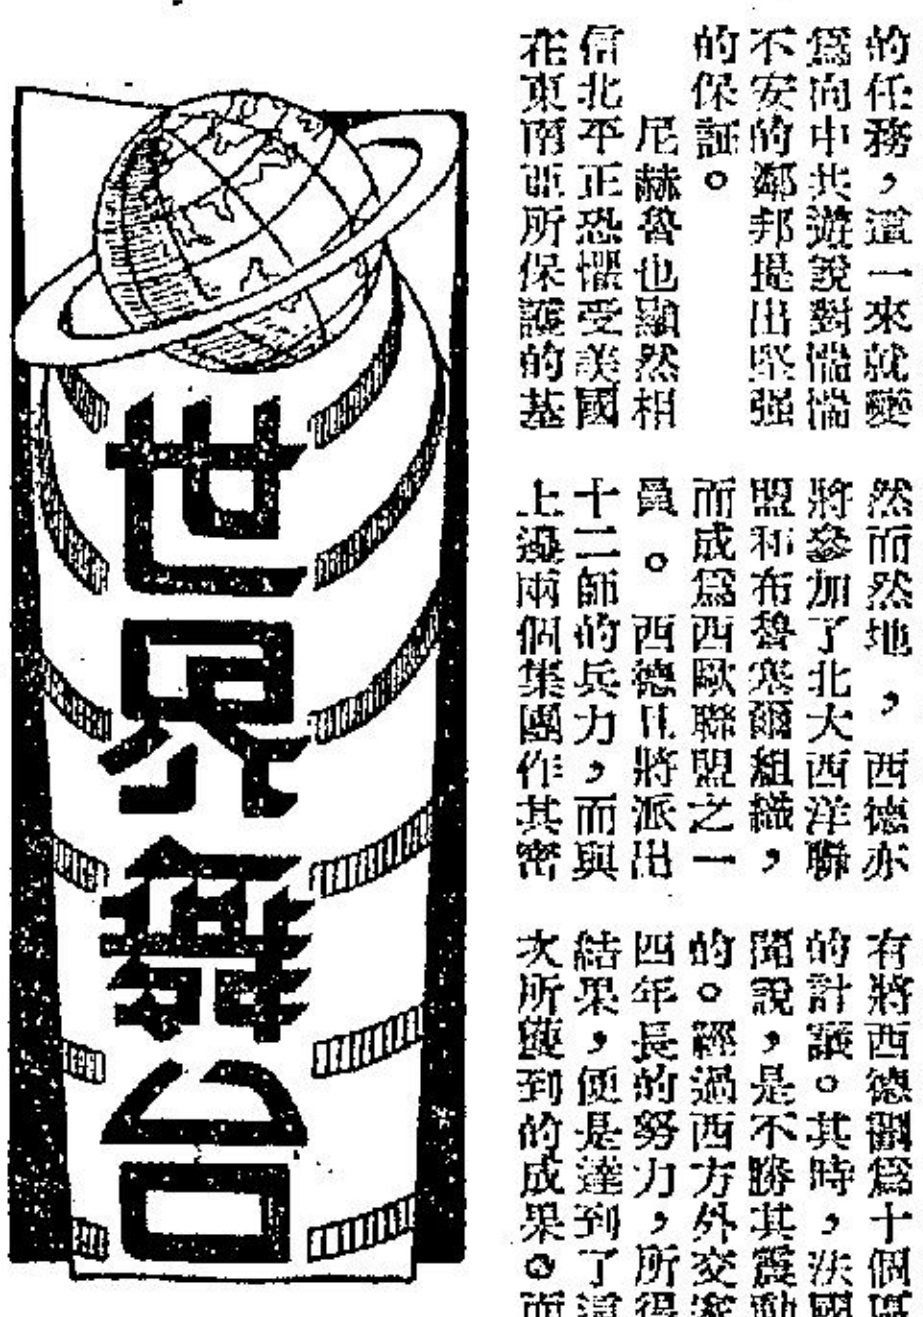 的任務，這一來就變
爲向中共遊說對惴惴
不安的鄰邦提出堅强
的保証。
尼赫魯也顯然相
信北平正恐懼受美國
在東南亞所保護的基
然而然地，西德亦
將參加了北大西洋聯
盟和布魯塞爾組織，
而成爲西歐聯盟之一
員。西德且將派出
十二師的兵力，而與
上邊兩個集團作其密
有將西德劃爲十個區
的計議。其時，法國
聞說，是不勝其震動
的。經過西方外交家
四年長的努力，所得
結果，便是達到了這
次所獲到的成果。而
世界舞台